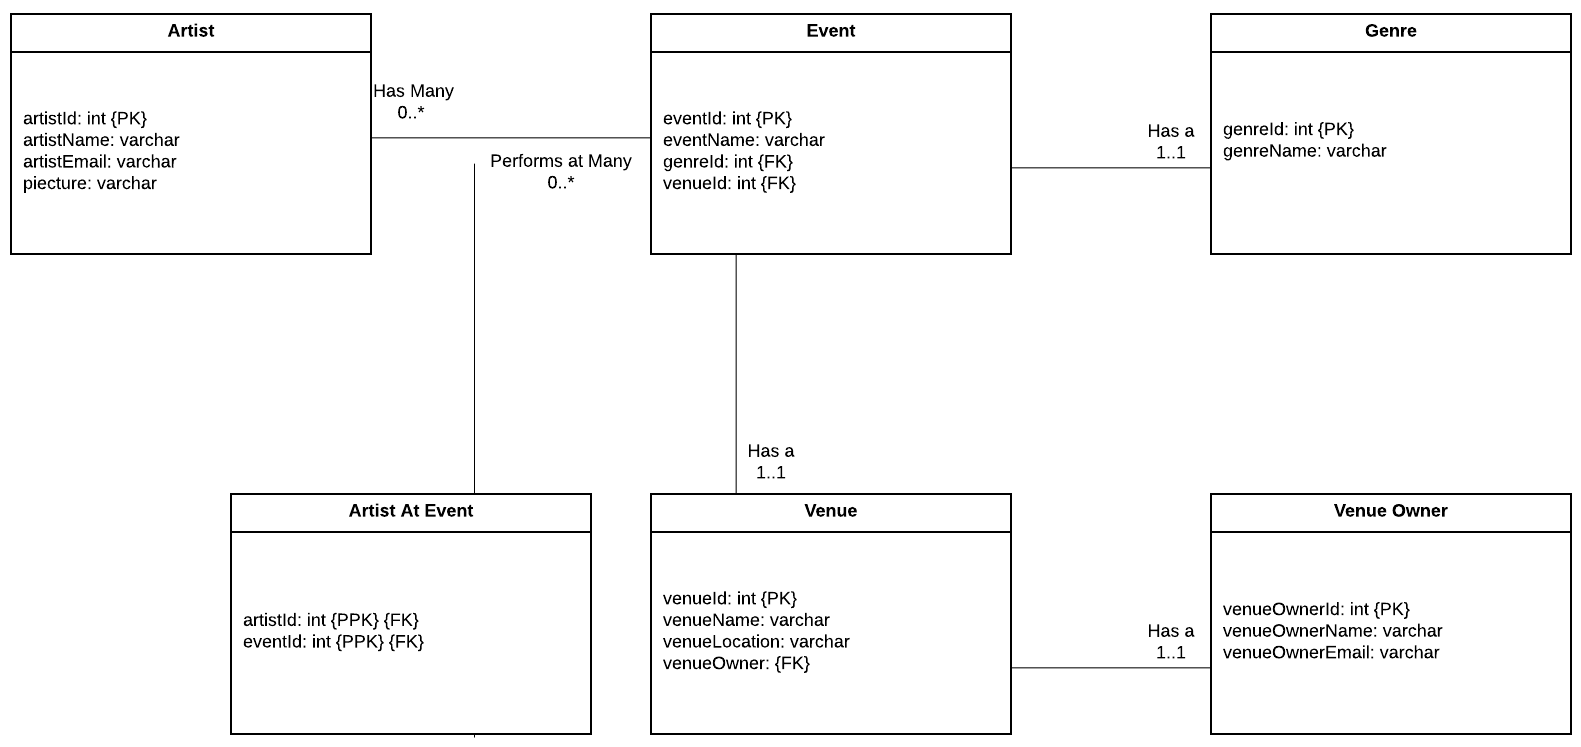 Artist
artistId: int {PK}
artistName: varchar
artistEmail: varchar
piecture: varchar
Has Many
0..*
Performs at Many
0..*
Event
eventId: int {PK}
eventName: varchar
genreId: int {FK}
venueId: int {FK}
Has a
1..1
Genre
genreId: int {PK}
genreName: varchar
Has a
1..1
Artist At Event
artistId: int {PPK} {FK}
eventId: int {PPK} {FK}
Venue
venueId: int {PK}
venueName: varchar
venueLocation: varchar
venueOwner: {FK}
Has a
1..1
Venue Owner
venueOwnerId: int {PK}
venueOwnerName: varchar
venueOwnerEmail: varchar